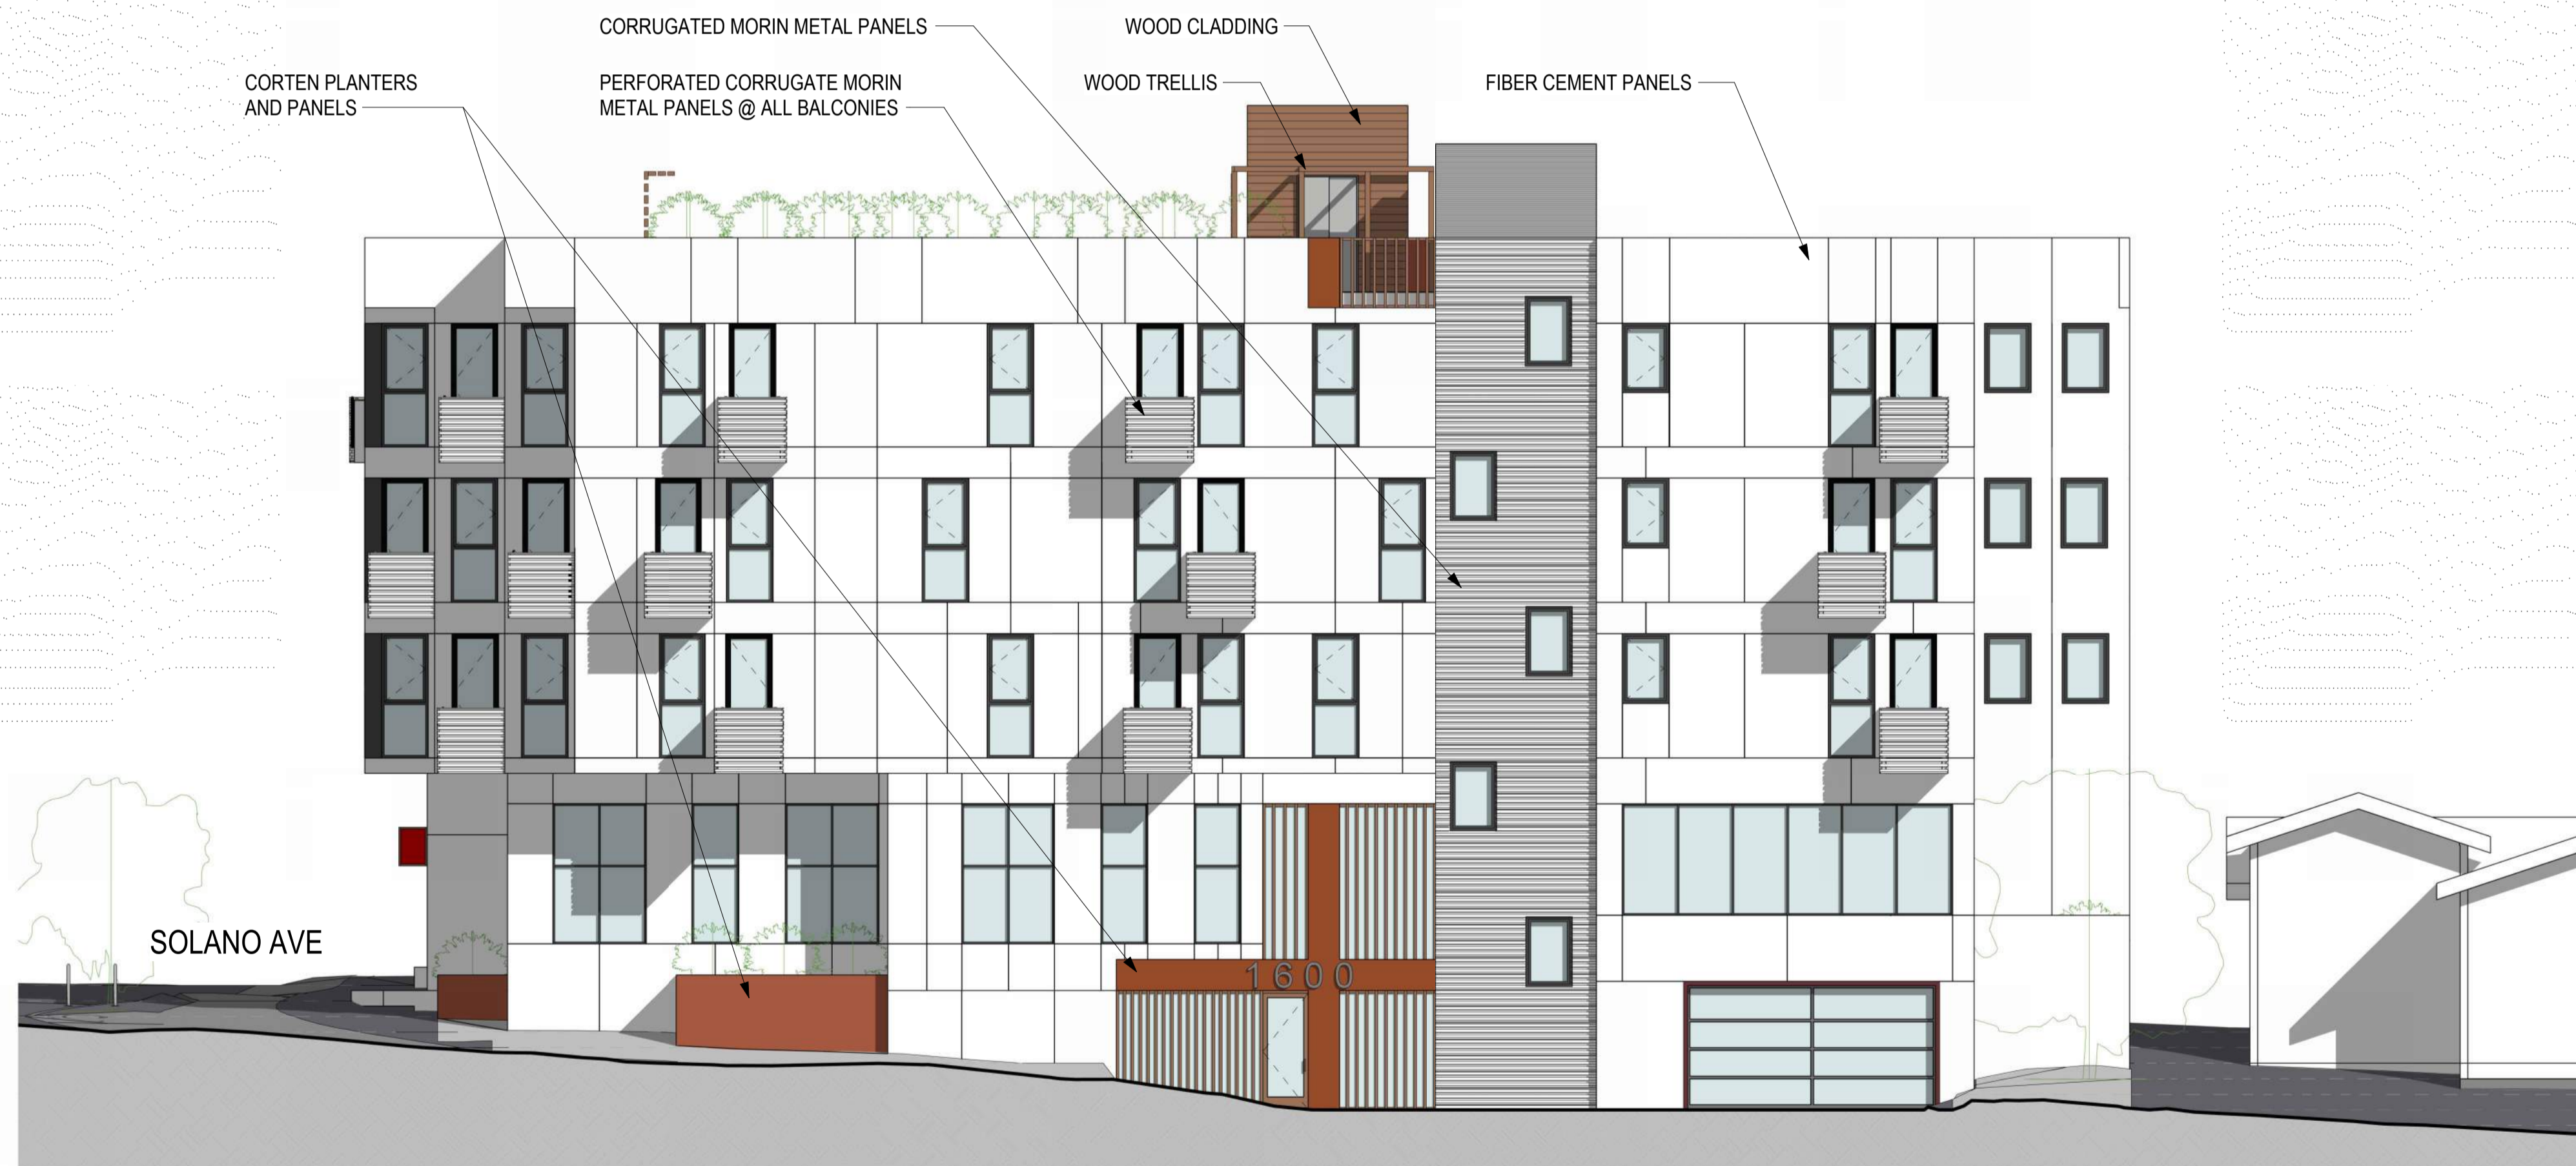 CORRUGATED MORIN METAL PANELS
WOOD CLADDING
CORTEN PLANTERS
AND PANELS
PERFORATED CORRUGATE MORIN
METAL PANELS @ ALL BALCONIES
WOOD TRELLIS
FIBER CEMENT PANELS
SOLANO AVE
1600